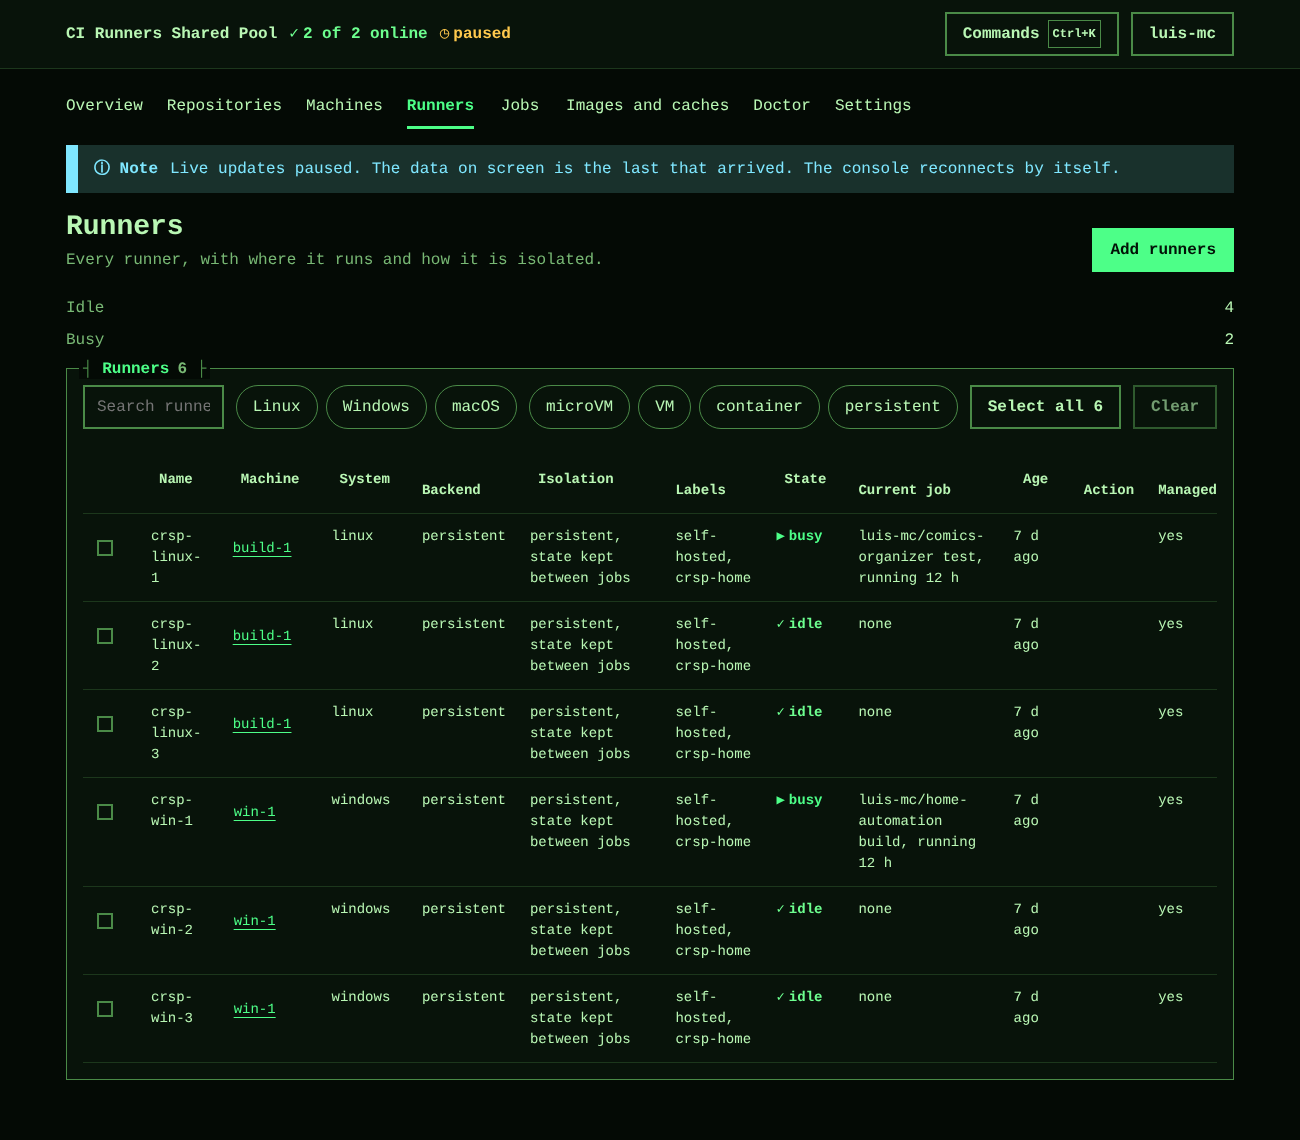 CI Runners Shared Pool ✓ 2 of 2 online ◷ paused
Commands Ctrl+K luis-mc
Overview Repositories Machines Runners Jobs Images and caches Doctor Settings
ⓘ Note Live updates paused. The data on screen is the last that arrived. The console reconnects by itself.
Runners
Every runner, with where it runs and how it is isolated.
Add runners
Idle 4
Busy 2
┤ Runners 6 ├
Search runne Linux Windows macOS microVM VM container persistent Select all 6 Clear
Name Machine System Backend Isolation Labels State Current job Age Action Managed
crsp- build-1 linux persistent persistent, self- ▶ busy luis-mc/comics- 7 d yes
linux- state kept hosted, organizer test, ago
1 between jobs crsp-home running 12 h
crsp- build-1 linux persistent persistent, self- ✓ idle none 7 d yes
linux- state kept hosted, ago
2 between jobs crsp-home
crsp- build-1 linux persistent persistent, self- ✓ idle none 7 d yes
linux- state kept hosted, ago
3 between jobs crsp-home
crsp- win-1 windows persistent persistent, self- ▶ busy luis-mc/home- 7 d yes
win-1 state kept hosted, automation ago
between jobs crsp-home build, running
12 h
crsp- win-1 windows persistent persistent, self- ✓ idle none 7 d yes
win-2 state kept hosted, ago
between jobs crsp-home
crsp- win-1 windows persistent persistent, self- ✓ idle none 7 d yes
win-3 state kept hosted, ago
between jobs crsp-home